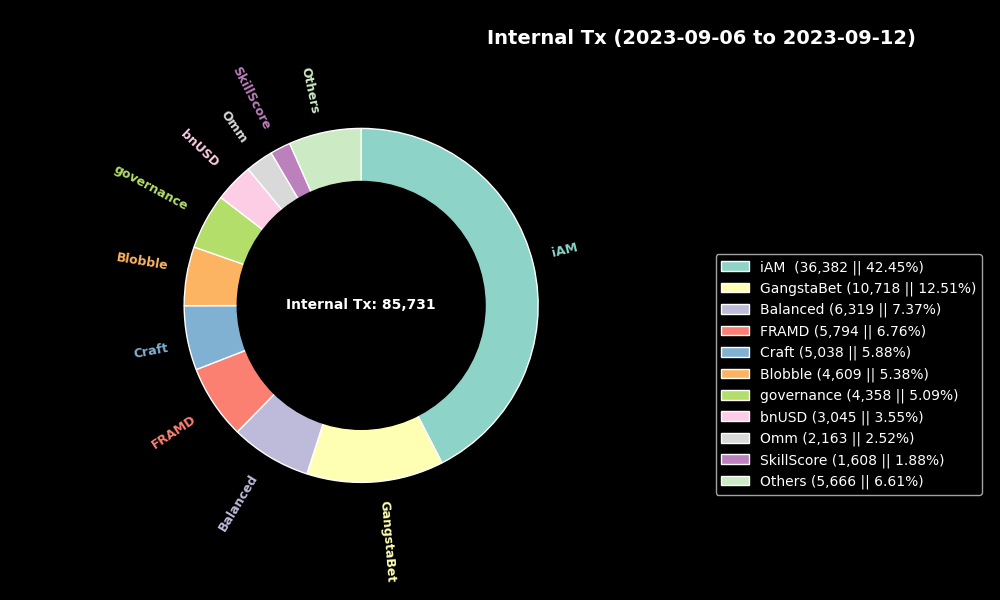 Internal Tx (2023-09-06 to 2023-09-12)
Others
SkillScore
Omm
bnUSD
governance
Blobble
Craft
FRAMD
Balanced
GangstaBet
iAM
Internal Tx: 85,731
iAM  (36,382 || 42.45%)
GangstaBet (10,718 || 12.51%)
Balanced (6,319 || 7.37%)
FRAMD (5,794 || 6.76%)
Craft (5,038 || 5.88%)
Blobble (4,609 || 5.38%)
governance (4,358 || 5.09%)
bnUSD (3,045 || 3.55%)
Omm (2,163 || 2.52%)
SkillScore (1,608 || 1.88%)
Others (5,666 || 6.61%)